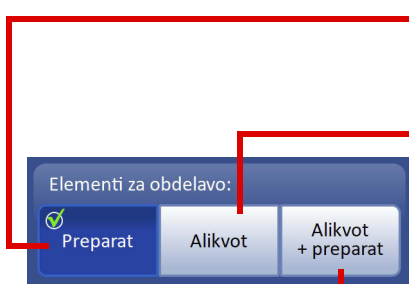 Elementi za obdelavo:
Preparat
Alikvot
Alikvot
+ preparat